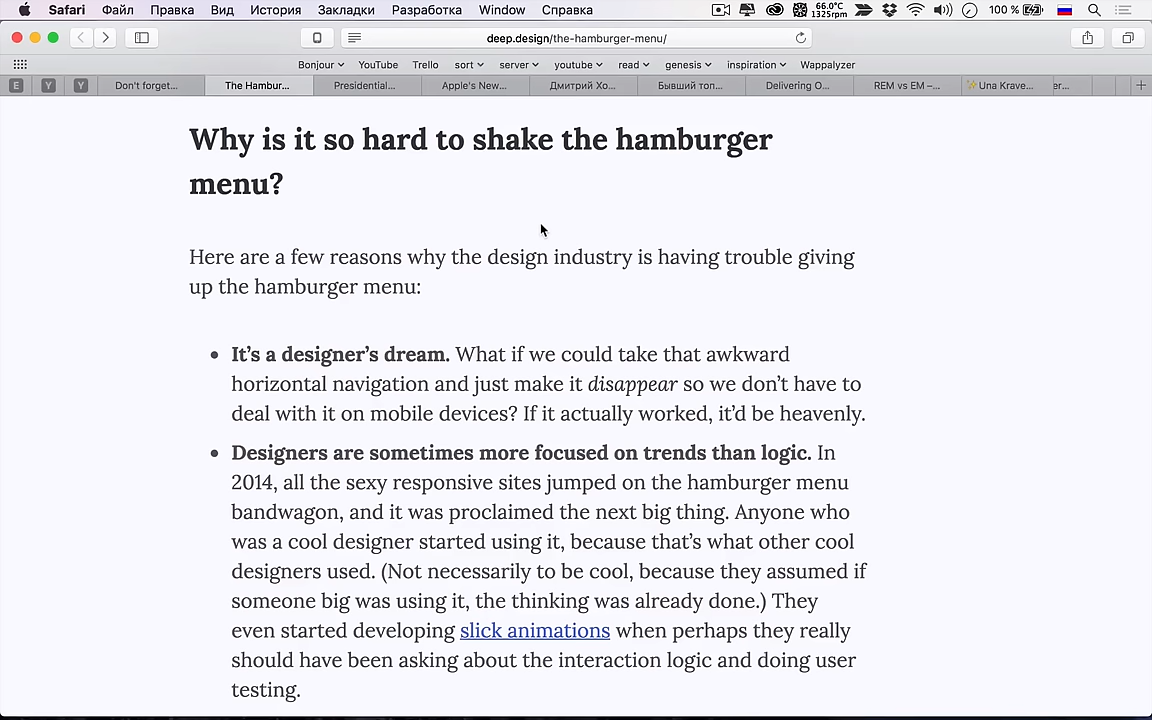 Safari Файл Правка Вид История Закладки Разработка Window Справка 66.0°C 1325rpm 100 %
deep.design/the-hamburger-menu/
Bonjour YouTube Trello sort server youtube read genesis inspiration Wappalyzer
E Y Y Don't forget... The Hambur... Presidential... Apple's New... Дмитрий Хо... Бывший топ... Delivering O... REM vs EM –... ✨Una Krave... er...
Why is it so hard to shake the hamburger
menu?
Here are a few reasons why the design industry is having trouble giving
up the hamburger menu:
• It’s a designer’s dream. What if we could take that awkward
horizontal navigation and just make it disappear so we don’t have to
deal with it on mobile devices? If it actually worked, it’d be heavenly.
• Designers are sometimes more focused on trends than logic. In
2014, all the sexy responsive sites jumped on the hamburger menu
bandwagon, and it was proclaimed the next big thing. Anyone who
was a cool designer started using it, because that’s what other cool
designers used. (Not necessarily to be cool, because they assumed if
someone big was using it, the thinking was already done.) They
even started developing slick animations when perhaps they really
should have been asking about the interaction logic and doing user
testing.